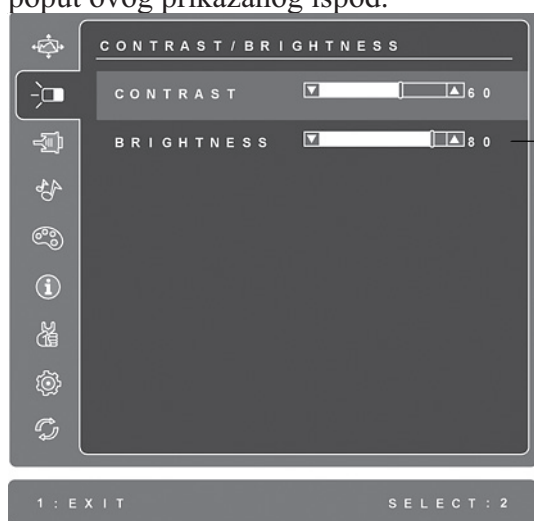 poput ovog prikazanog ispod.
CONTRAST/BRIGHTNESS
CONTRAST 60
BRIGHTNESS 80
1:EXIT SELECT:2